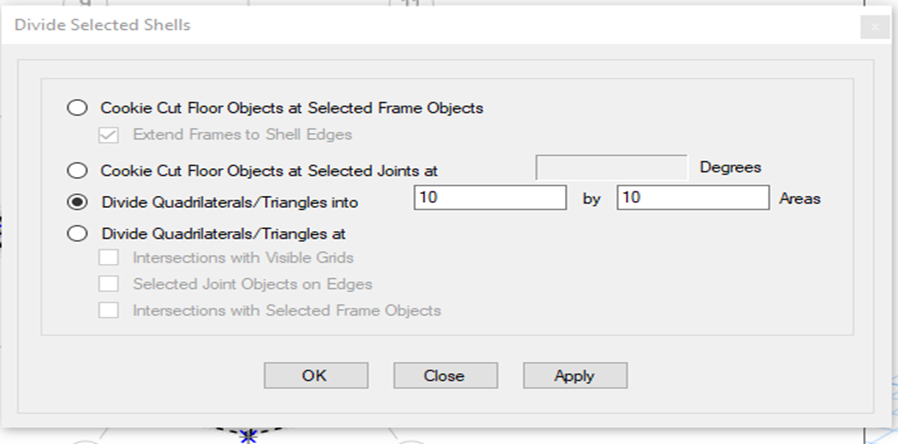 9 11
Divide Selected Shells
x
Cookie Cut Floor Objects at Selected Frame Objects
Extend Frames to Shell Edges
Cookie Cut Floor Objects at Selected Joints at Degrees
Divide Quadrilaterals/Triangles into 10 by 10 Areas
Divide Quadrilaterals/Triangles at
Intersections with Visible Grids
Selected Joint Objects on Edges
Intersections with Selected Frame Objects
OK Close Apply